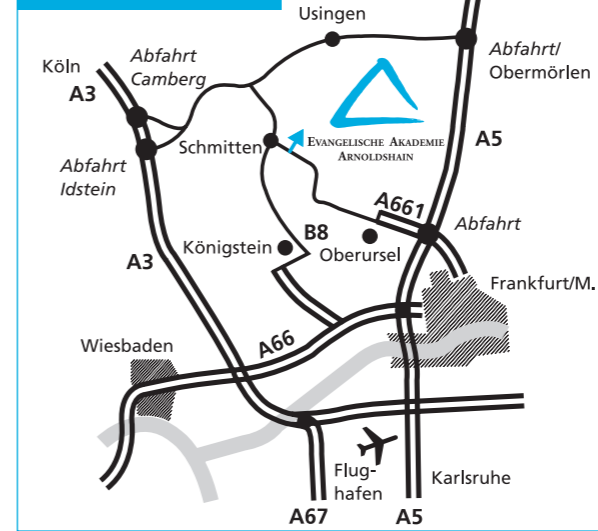 Usingen
Abfahrt/
Obermörlen
Abfahrt
Camberg
Köln
A3
A5
Schmitten
EVANGELISCHE AKADEMIE
ARNOLDSHAIN
Abfahrt
Idstein
A661
Abfahrt
B8
Königstein
Oberursel
A3
Frankfurt/M.
A66
Wiesbaden
Flug-
hafen
Karlsruhe
A67
A5